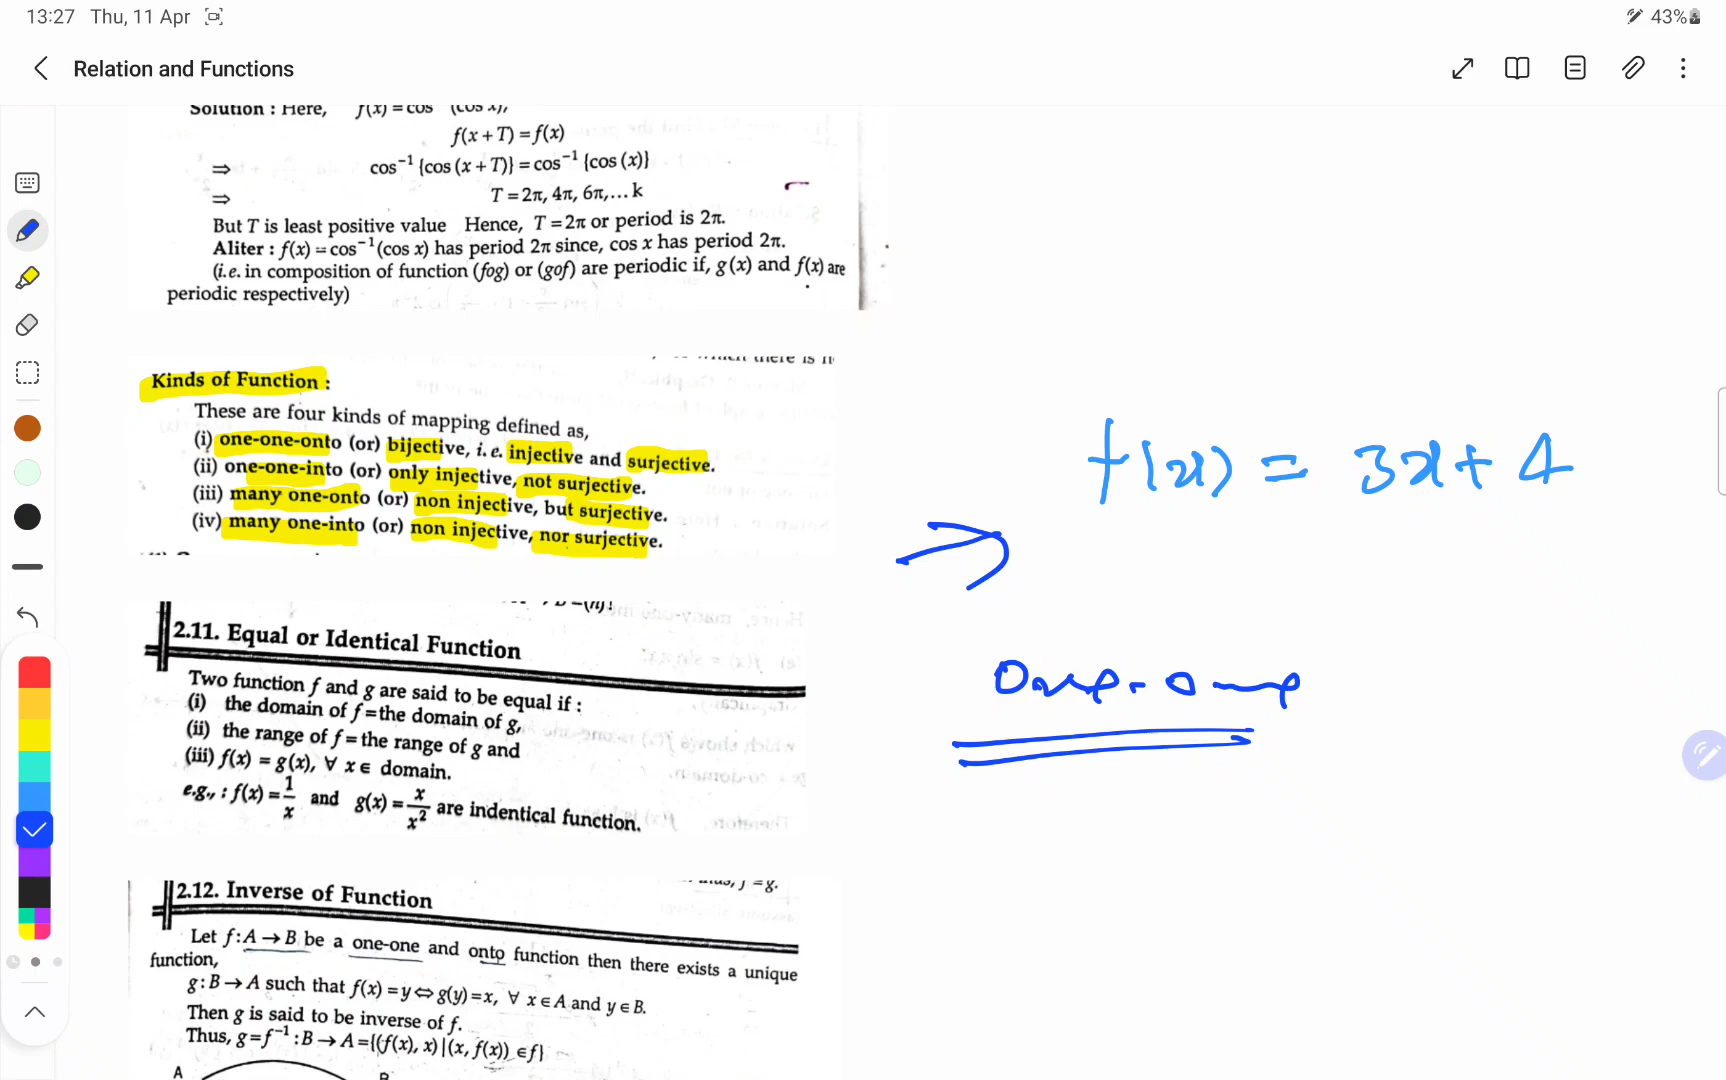 13:27 Thu, 11 Apr 43%
Relation and Functions
Solution : Here, f(x) = cos (cos x),
f(x + T) = f(x)
⇒ cos⁻¹ {cos (x + T)} = cos⁻¹ {cos (x)}
⇒ T = 2π, 4π, 6π,... k
But T is least positive value Hence, T = 2π or period is 2π.
Aliter : f(x) = cos⁻¹ (cos x) has period 2π since, cos x has period 2π.
(i.e. in composition of function (fog) or (gof) are periodic if, g(x) and f(x) are
periodic respectively)
Kinds of Function :
These are four kinds of mapping defined as,
(i) one-one-onto (or) bijective, i.e. injective and surjective.
(ii) one-one-into (or) only injective, not surjective.
(iii) many one-onto (or) non injective, but surjective.
(iv) many one-into (or) non injective, nor surjective.
f(x) = 3x + 4
One-one
2.11. Equal or Identical Function
Two function f and g are said to be equal if :
(i) the domain of f = the domain of g,
(ii) the range of f = the range of g and
(iii) f(x) = g(x), ∀ x ∈ domain.
e.g., : f(x) = 1/x and g(x) = x/x² are indentical function.
2.12. Inverse of Function
Let f : A → B be a one-one and onto function then there exists a unique
function,
g : B → A such that f(x) = y ⇔ g(y) = x, ∀ x ∈ A and y ∈ B.
Then g is said to be inverse of f.
Thus, g = f⁻¹ : B → A = {(f(x), x) | (x, f(x)) ∈ f}
A B